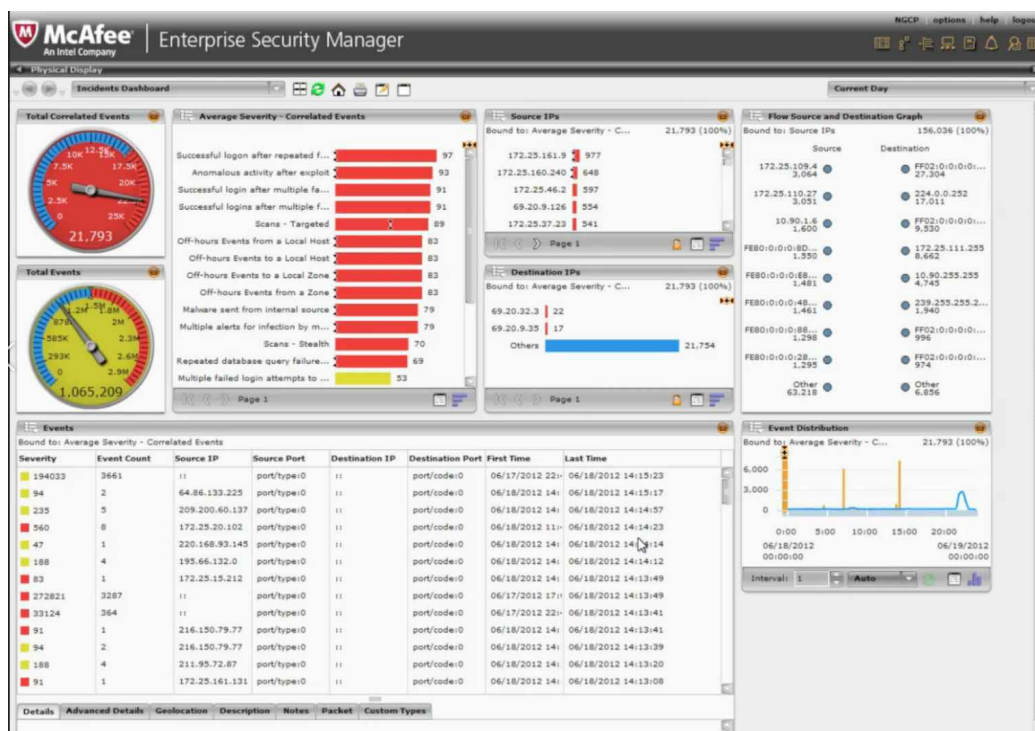 NGCP options help logou
McAfee
An Intel Company
Enterprise Security Manager
Physical Display
Incidents Dashboard
Current Day
Total Correlated Events
10K 12.5K 15K
7.5K 17.5K
5K 20K
2.5K
0 25K
21,793
Total Events
1.2M 1.5M 1.8M
878K 2M
585K 2.3M
293K 2.6M
0 2.9M
1,065,209
Average Severity - Correlated Events
Successful logon after repeated f... 97
Anomalous activity after exploit 93
Successful login after multiple fa... 91
Successful logins after multiple f... 91
Scans - Targeted 89
Off-hours Events from a Local Host 83
Off-hours Events to a Local Host 83
Off-hours Events to a Local Zone 83
Off-hours Events from a Zone 83
Malware sent from internal source 79
Multiple alerts for infection by m... 79
Scans - Stealth 70
Repeated database query failure... 69
Multiple failed login attempts to ... 53
Page 1
Source IPs
Bound to: Average Severity - C... 21,793 (100%)
172.25.161.9 977
172.25.160.240 648
172.25.46.2 597
69.20.9.126 554
172.25.37.23 541
Page 1
Destination IPs
Bound to: Average Severity - C... 21,793 (100%)
69.20.32.3 22
69.20.9.35 17
Others 21,754
Page 1
Flow Source and Destination Graph
Bound to: Source IPs 156,036 (100%)
Source Destination
172.25.109.4 FF02:0:0:0:0:...
3,064 27,304
172.25.110.27 224.0.0.252
3,051 17,011
10.90.1.6 FF02:0:0:0:0:...
1,600 9,530
FE80:0:0:0:8D... 172.25.111.255
1,550 8,662
FE80:0:0:0:E8... 10.90.255.255
1,481 4,745
FE80:0:0:0:48... 239.255.255.2...
1,461 1,940
FE80:0:0:0:88... FF02:0:0:0:0:...
1,298 996
FE80:0:0:0:28... FF02:0:0:0:0:...
1,295 974
Other Other
63,218 6,856
Events
Bound to: Average Severity - Correlated Events
Severity Event Count Source IP Source Port Destination IP Destination Port First Time Last Time
194033 3661 :: port/type:0 :: port/code:0 06/17/2012 22: 06/18/2012 14:15:23
94 2 64.86.133.225 port/type:0 :: port/code:0 06/18/2012 14: 06/18/2012 14:15:17
235 5 209.200.60.137 port/type:0 :: port/code:0 06/18/2012 14: 06/18/2012 14:14:57
560 8 172.25.20.102 port/type:0 :: port/code:0 06/18/2012 11: 06/18/2012 14:14:23
47 1 220.168.93.145 port/type:0 :: port/code:0 06/18/2012 14: 06/18/2012 14:14:14
188 4 195.66.132.0 port/type:0 :: port/code:0 06/18/2012 14: 06/18/2012 14:14:12
83 1 172.25.15.212 port/type:0 :: port/code:0 06/18/2012 14: 06/18/2012 14:13:49
272821 3287 :: port/type:0 :: port/code:0 06/17/2012 17: 06/18/2012 14:13:49
33124 364 :: port/type:0 :: port/code:0 06/17/2012 22: 06/18/2012 14:13:41
91 1 216.150.79.77 port/type:0 :: port/code:0 06/18/2012 14: 06/18/2012 14:13:41
94 2 216.150.79.77 port/type:0 :: port/code:0 06/18/2012 14: 06/18/2012 14:13:39
188 4 211.95.72.87 port/type:0 :: port/code:0 06/18/2012 14: 06/18/2012 14:13:20
91 1 172.25.161.131 port/type:0 :: port/code:0 06/18/2012 14: 06/18/2012 14:13:08
Details Advanced Details Geolocation Description Notes Packet Custom Types
Event Distribution
Bound to: Average Severity - C... 21,793 (100%)
6,000
3,000
0
0:00 5:00 10:00 15:00 20:00
06/18/2012 06/19/2012
00:00:00 00:00:00
Interval: 1 Auto